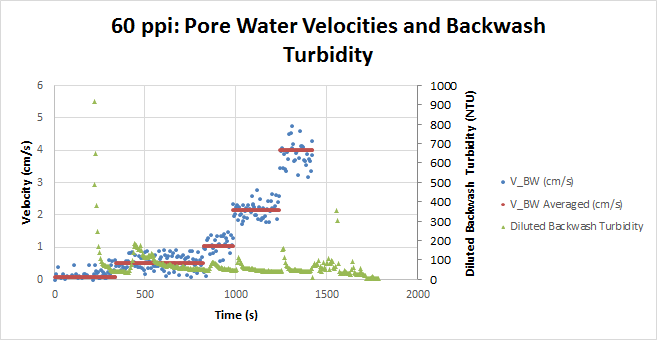 60 ppi: Pore Water Velocities and Backwash
Turbidity
Velocity (cm/s)
6
5
4
3
2
1
0
1000
900
800
700
600
500
400
300
200
100
0
Diluted Backwash Turbidity (NTU)
0 500 1000 1500 2000
Time (s)
V_BW (cm/s)
V_BW Averaged (cm/s)
Diluted Backwash Turbidity